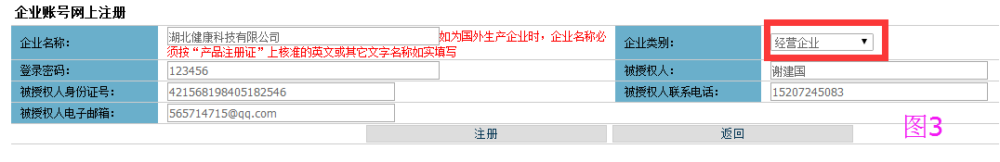 企业账号网上注册
企业名称： 湖北健康科技有限公司 如为国外生产企业时，企业名称必
须按“产品注册证”上核准的英文或其它文字名称如实填写
企业类别： 经营企业
登录密码： 123456 被授权人： 谢建国
被授权人身份证号： 421568198405182546 被授权人联系电话： 15207245083
被授权人电子邮箱： 565714715@qq.com
注册 返回
图3